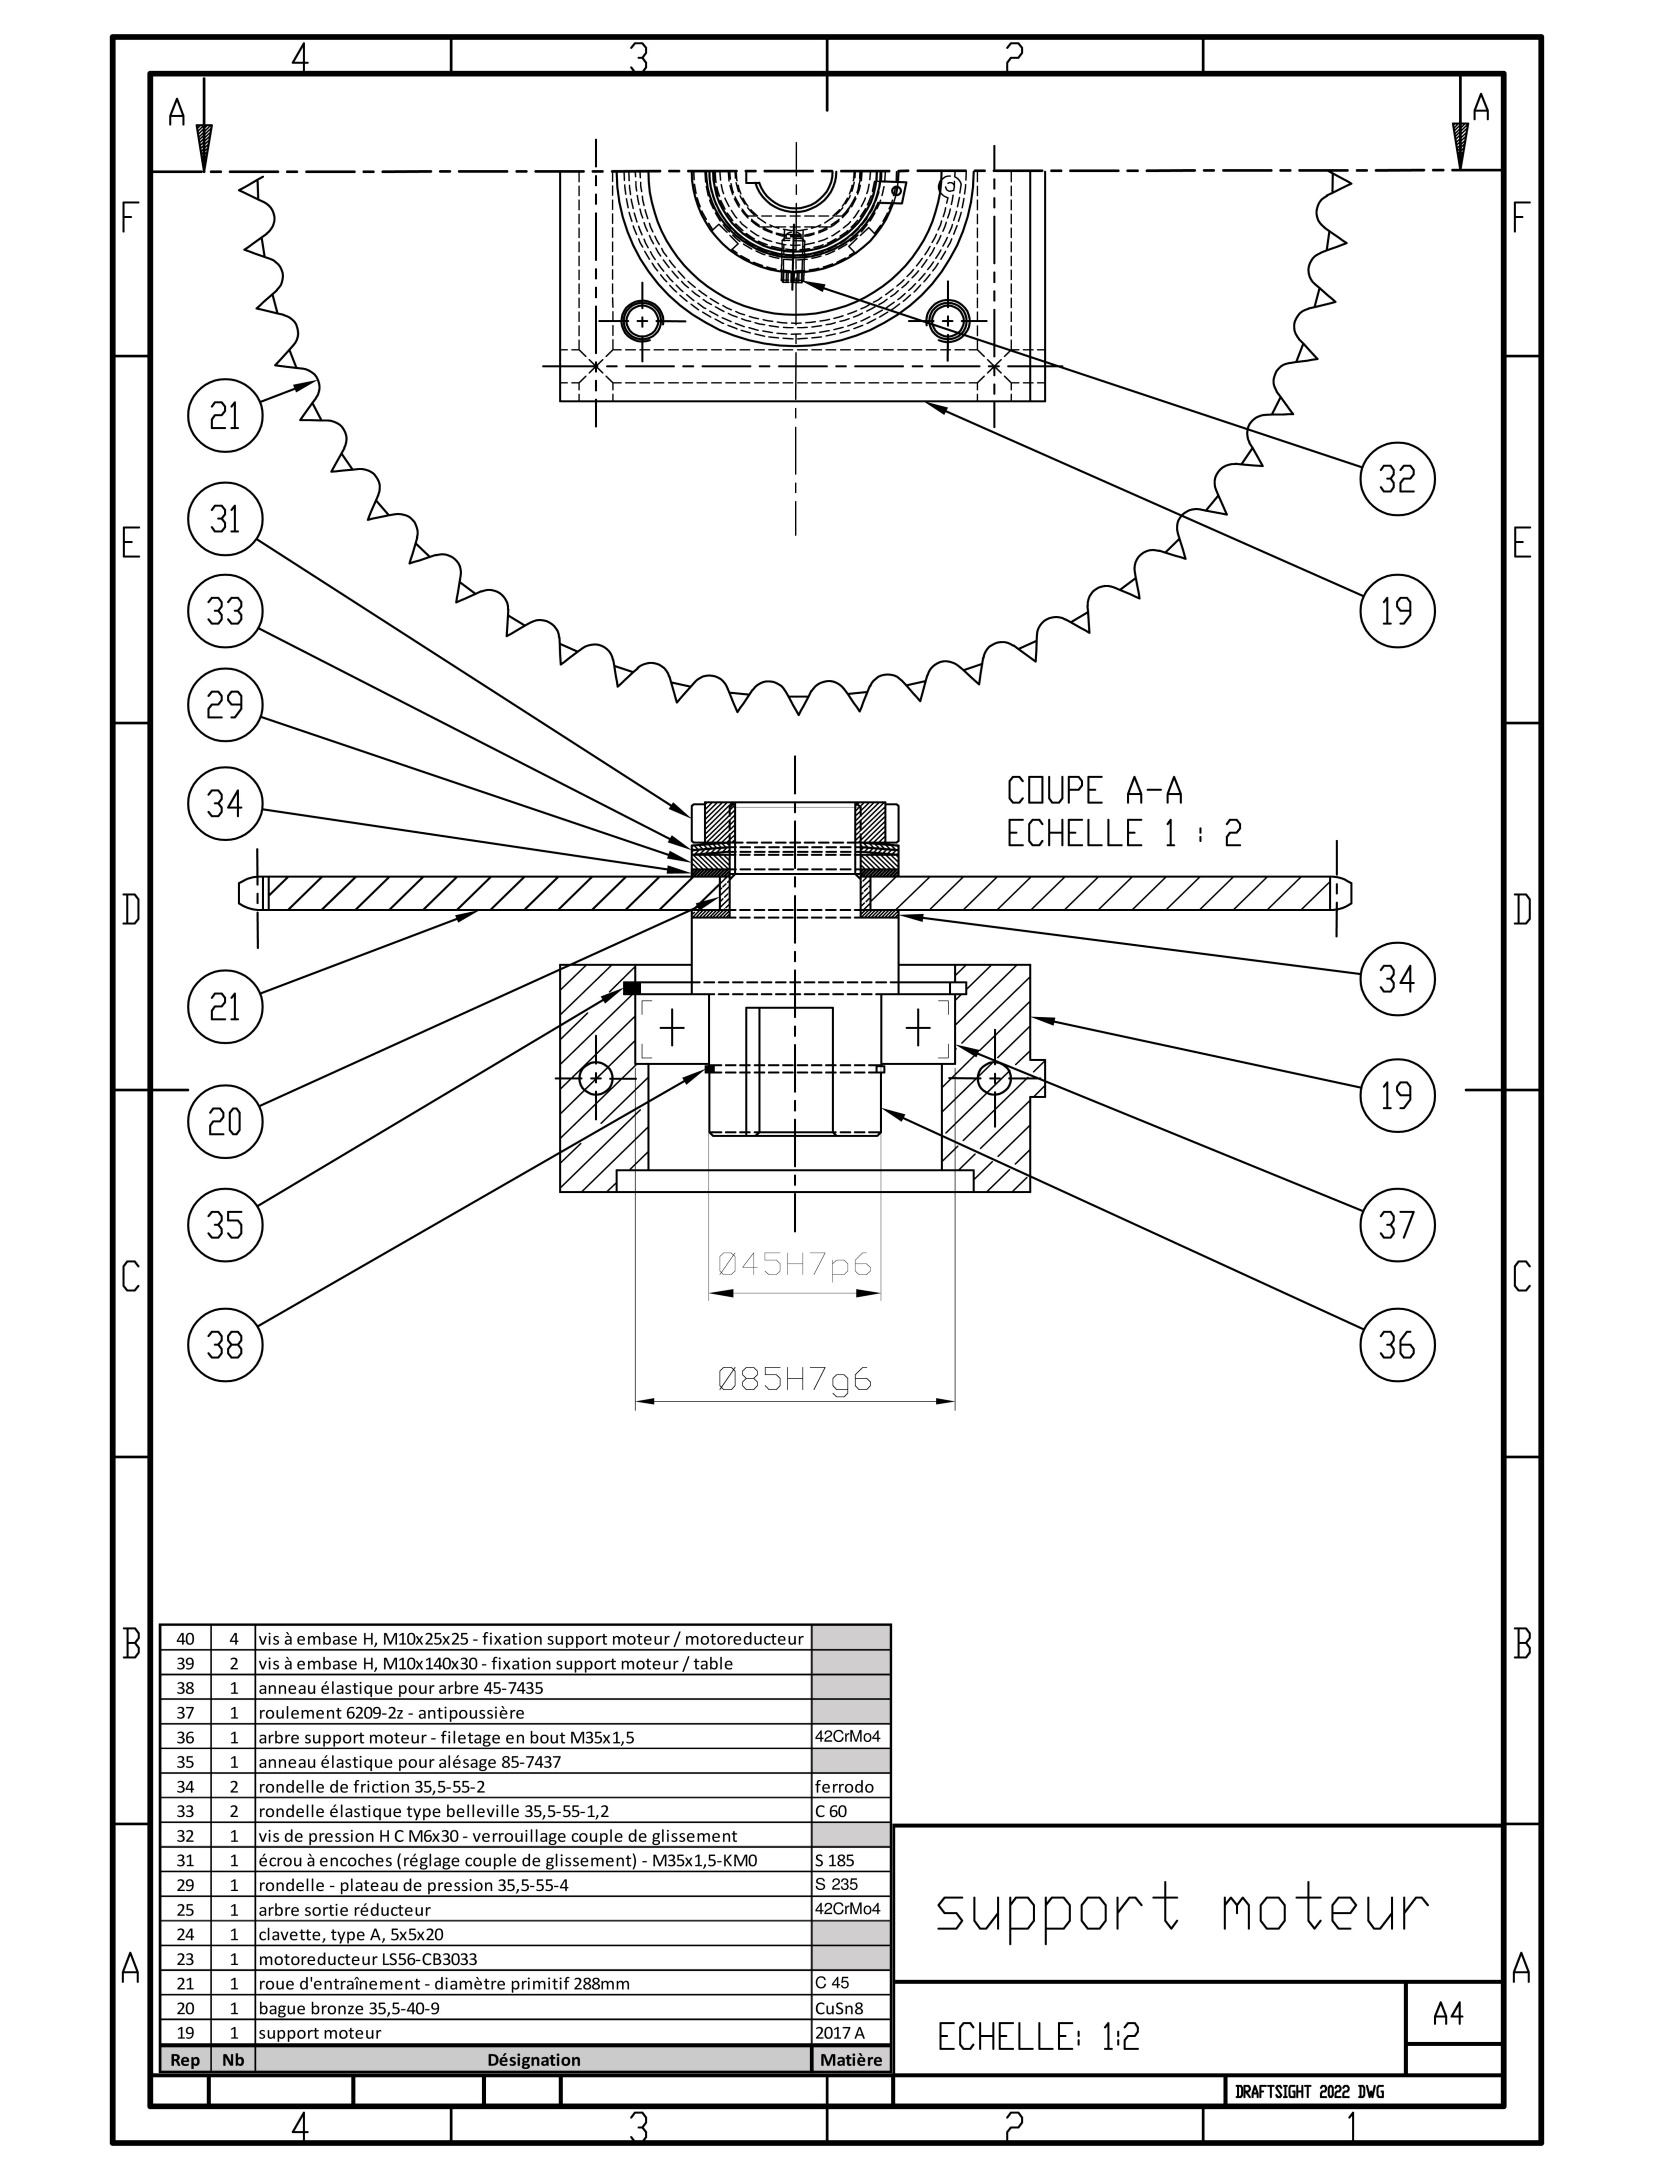 4 3 2
A A
F F
E E
21
31
32
33
19
29
34
COUPE A-A
ECHELLE 1 : 2
D D
34
21
19
20
35
37
C C
Ø45H7p6
38
36
Ø85H7g6
B B
40 4 vis à embase H, M10x25x25 - fixation support moteur / motoreducteur
39 2 vis à embase H, M10x140x30 - fixation support moteur / table
38 1 anneau élastique pour arbre 45-7435
37 1 roulement 6209-2z - antipoussière
36 1 arbre support moteur - filetage en bout M35x1,5 42CrMo4
35 1 anneau élastique pour alésage 85-7437
34 2 rondelle de friction 35,5-55-2 ferrodo
33 2 rondelle élastique type belleville 35,5-55-1,2 C 60
32 1 vis de pression H C M6x30 - verrouillage couple de glissement
31 1 écrou à encoches (réglage couple de glissement) - M35x1,5-KM0 S 185
29 1 rondelle - plateau de pression 35,5-55-4 S 235
25 1 arbre sortie réducteur 42CrMo4
24 1 clavette, type A, 5x5x20
23 1 motoreducteur LS56-CB3033
21 1 roue d'entraînement - diamètre primitif 288mm C 45
20 1 bague bronze 35,5-40-9 CuSn8
19 1 support moteur 2017 A
Rep Nb Désignation Matière
support moteur
A A
A4
ECHELLE: 1:2
DRAFTSIGHT 2022 DWG
4 3 2 1